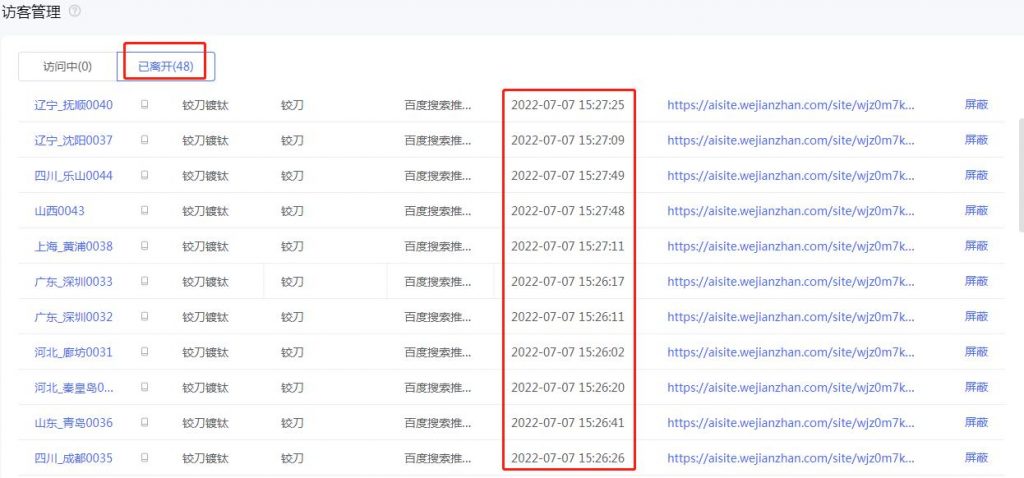 访客管理
访问中(0) 已离开(48)
辽宁_抚顺0040 铰刀镀钛 铰刀 百度搜索推... 2022-07-07 15:27:25 https://aisite.wejianzhan.com/site/wjz0m7k... 屏蔽
辽宁_沈阳0037 铰刀镀钛 铰刀 百度搜索推... 2022-07-07 15:27:09 https://aisite.wejianzhan.com/site/wjz0m7k... 屏蔽
四川_乐山0044 铰刀镀钛 铰刀 百度搜索推... 2022-07-07 15:27:49 https://aisite.wejianzhan.com/site/wjz0m7k... 屏蔽
山西0043 铰刀镀钛 铰刀 百度搜索推... 2022-07-07 15:27:48 https://aisite.wejianzhan.com/site/wjz0m7k... 屏蔽
上海_黄浦0038 铰刀镀钛 铰刀 百度搜索推... 2022-07-07 15:27:11 https://aisite.wejianzhan.com/site/wjz0m7k... 屏蔽
广东_深圳0033 铰刀镀钛 铰刀 百度搜索推... 2022-07-07 15:26:17 https://aisite.wejianzhan.com/site/wjz0m7k... 屏蔽
广东_深圳0032 铰刀镀钛 铰刀 百度搜索推... 2022-07-07 15:26:11 https://aisite.wejianzhan.com/site/wjz0m7k... 屏蔽
河北_廊坊0031 铰刀镀钛 铰刀 百度搜索推... 2022-07-07 15:26:02 https://aisite.wejianzhan.com/site/wjz0m7k... 屏蔽
河北_秦皇岛0... 铰刀镀钛 铰刀 百度搜索推... 2022-07-07 15:26:20 https://aisite.wejianzhan.com/site/wjz0m7k... 屏蔽
山东_青岛0036 铰刀镀钛 铰刀 百度搜索推... 2022-07-07 15:26:41 https://aisite.wejianzhan.com/site/wjz0m7k... 屏蔽
四川_成都0035 铰刀镀钛 铰刀 百度搜索推... 2022-07-07 15:26:26 https://aisite.wejianzhan.com/site/wjz0m7k... 屏蔽